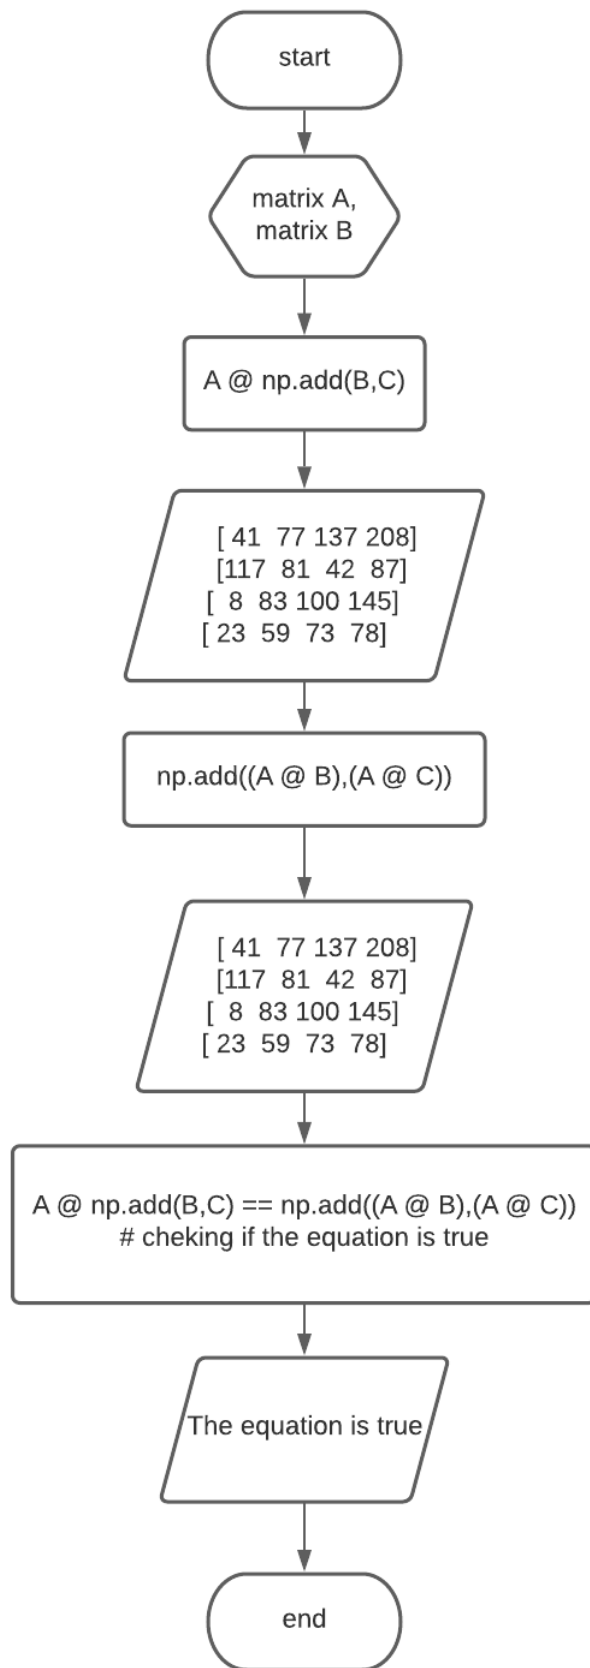 start
matrix A,
matrix B
A @ np.add(B,C)
[ 41 77 137 208]
[117 81 42 87]
[ 8 83 100 145]
[ 23 59 73 78]
np.add((A @ B),(A @ C))
[ 41 77 137 208]
[117 81 42 87]
[ 8 83 100 145]
[ 23 59 73 78]
A @ np.add(B,C) == np.add((A @ B),(A @ C))
# cheking if the equation is true
The equation is true
end